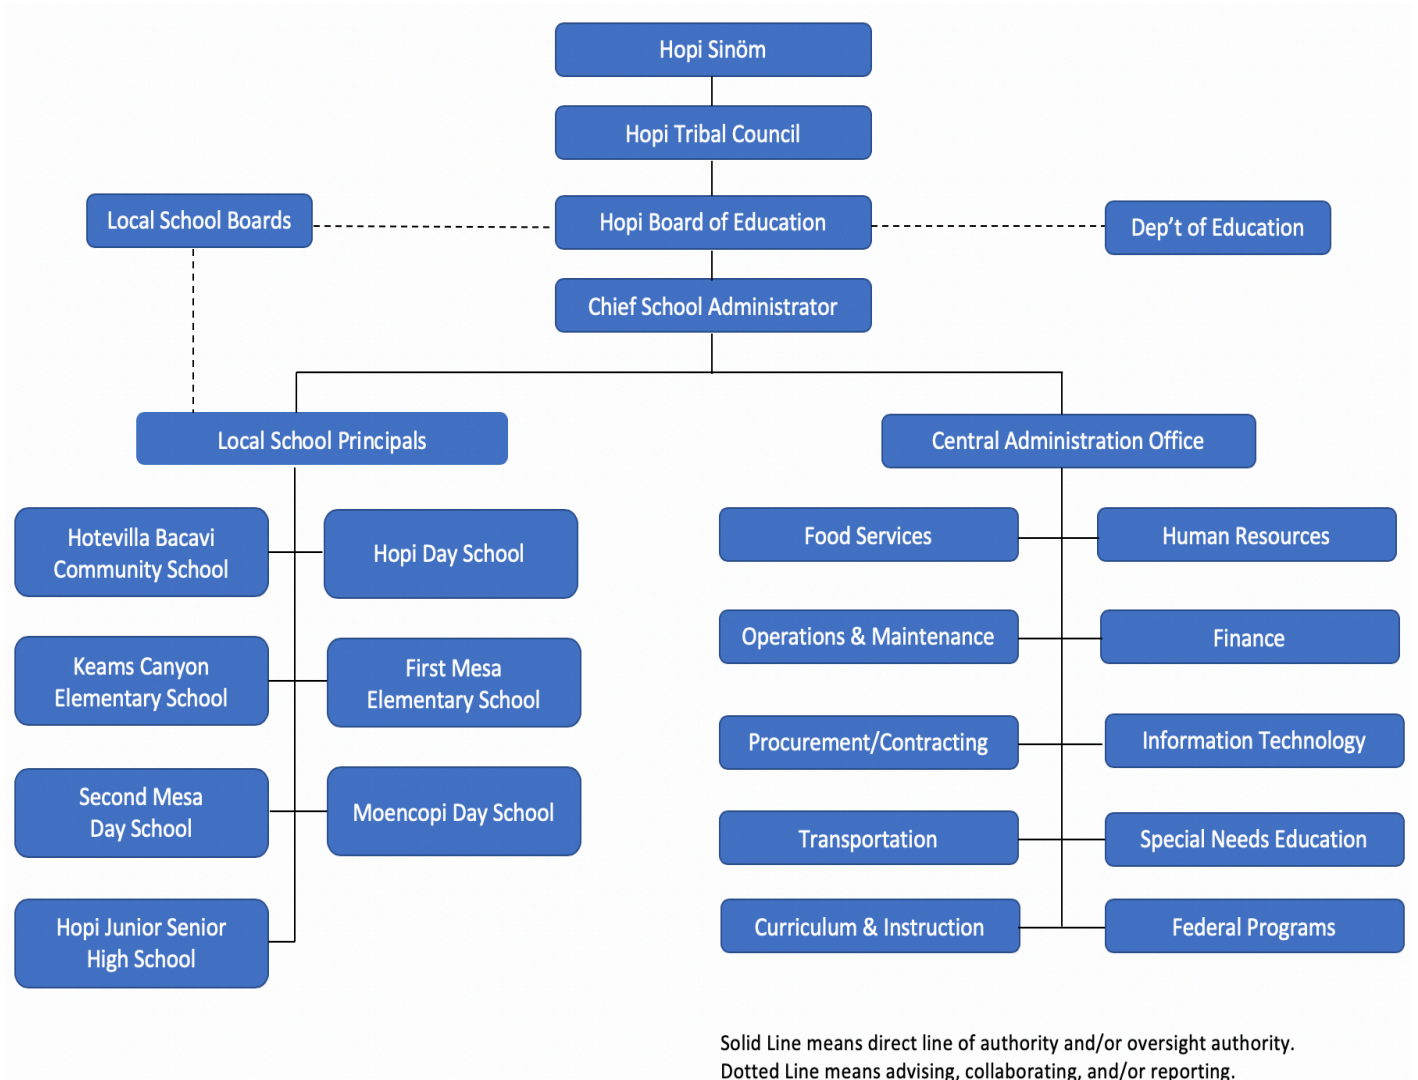 Hopi Sinöm
Hopi Tribal Council
Local School Boards
Hopi Board of Education
Dep’t of Education
Chief School Administrator
Local School Principals
Central Administration Office
Hotevilla Bacavi
Community School
Hopi Day School
Keams Canyon
Elementary School
First Mesa
Elementary School
Second Mesa
Day School
Moencopi Day School
Hopi Junior Senior
High School
Food Services
Human Resources
Operations & Maintenance
Finance
Procurement/Contracting
Information Technology
Transportation
Special Needs Education
Curriculum & Instruction
Federal Programs
Solid Line means direct line of authority and/or oversight authority.
Dotted Line means advising, collaborating, and/or reporting.